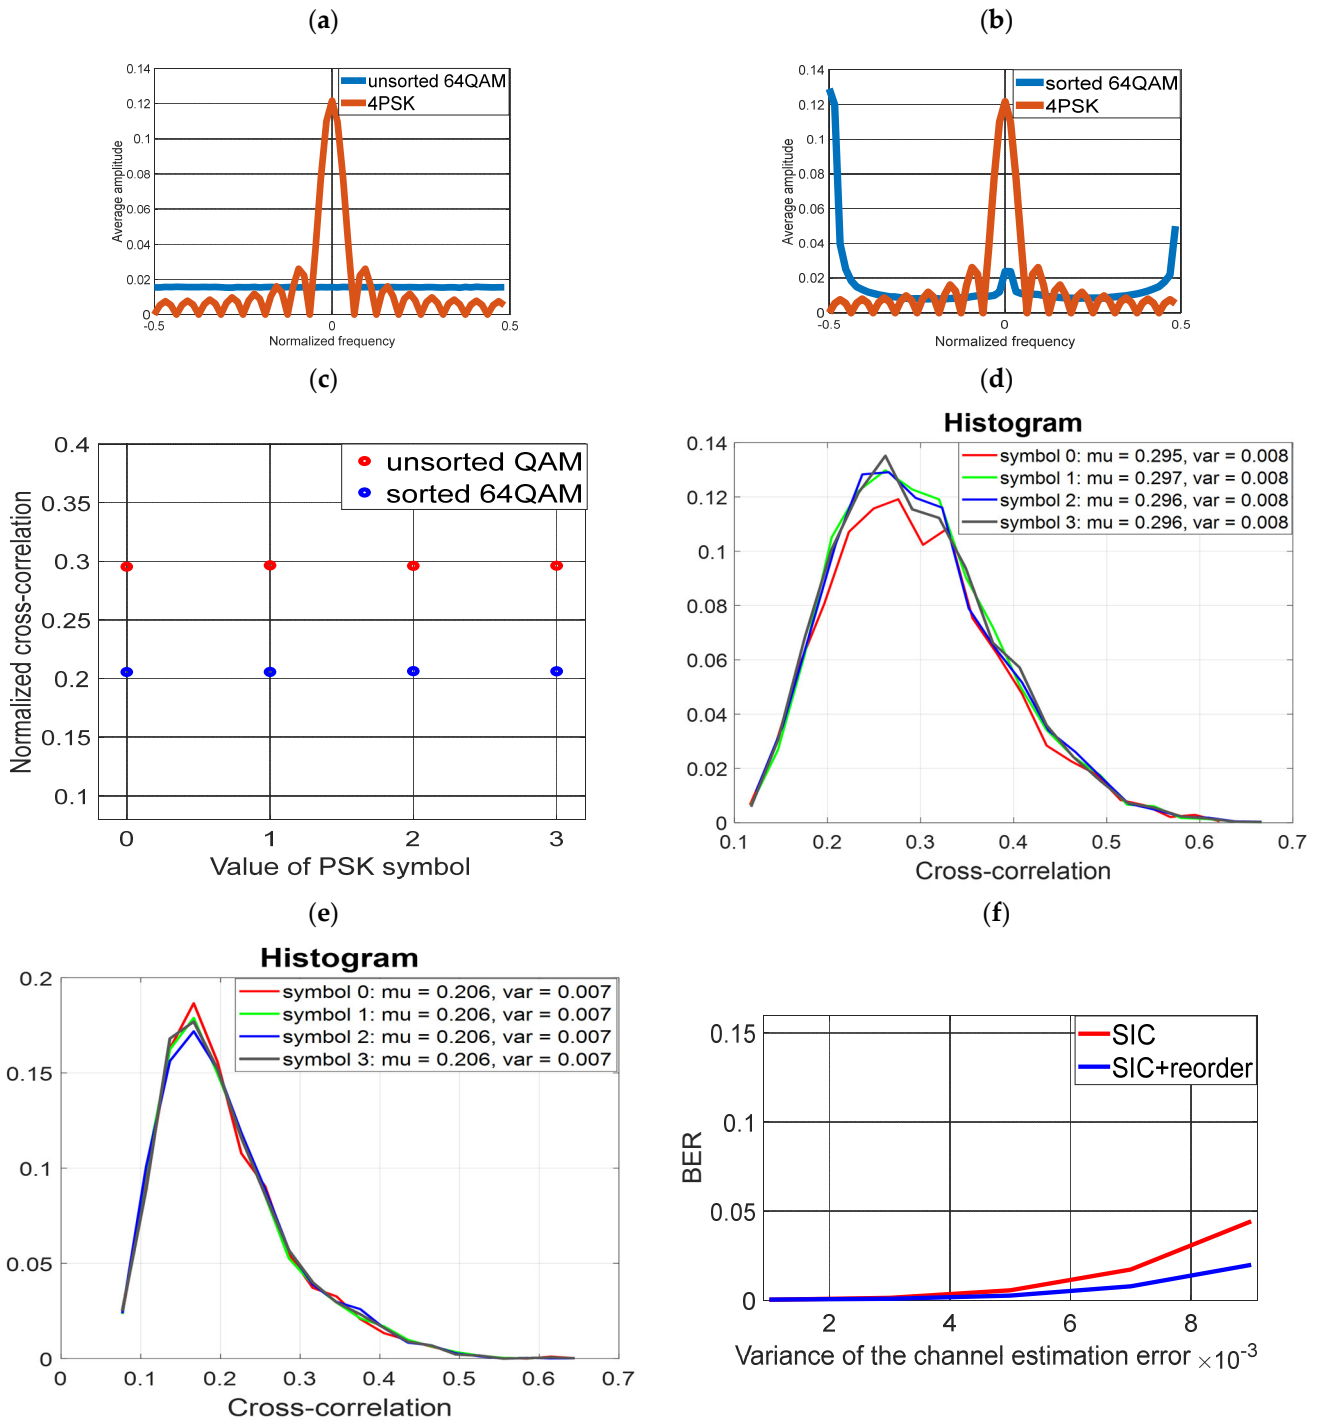 (a)
(b)
0.14
0.12
0.1
0.08
0.06
0.04
0.02
0
-0.5
0
0.5
Average amplitude
Normalized frequency
unsorted 64QAM
4PSK
0.14
0.12
0.1
0.08
0.06
0.04
0.02
0
-0.5
0
0.5
Average amplitude
Normalized frequency
sorted 64QAM
4PSK
(c)
(d)
0.4
0.35
0.3
0.25
0.2
0.15
0.1
0
1
2
3
Normalized cross-correlation
Value of PSK symbol
unsorted QAM
sorted 64QAM
Histogram
0.14
0.12
0.1
0.08
0.06
0.04
0.02
0
0.1
0.2
0.3
0.4
0.5
0.6
0.7
Cross-correlation
symbol 0: mu = 0.295, var = 0.008
symbol 1: mu = 0.297, var = 0.008
symbol 2: mu = 0.296, var = 0.008
symbol 3: mu = 0.296, var = 0.008
(e)
(f)
Histogram
0.2
0.15
0.1
0.05
0
0
0.1
0.2
0.3
0.4
0.5
0.6
0.7
Cross-correlation
symbol 0: mu = 0.206, var = 0.007
symbol 1: mu = 0.206, var = 0.007
symbol 2: mu = 0.206, var = 0.007
symbol 3: mu = 0.206, var = 0.007
0.15
0.1
0.05
0
2
4
6
8
BER
Variance of the channel estimation error ×10⁻³
SIC
SIC+reorder